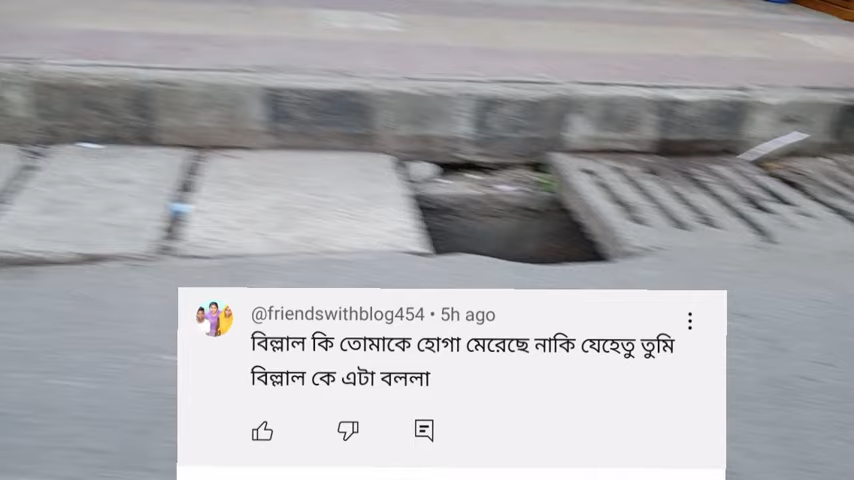 @friendswithblog454 • 5h ago
বিল্লাল কি তোমাকে হোগা মেরেছে নাকি যেহেতু তুমি
বিল্লাল কে এটা বললা